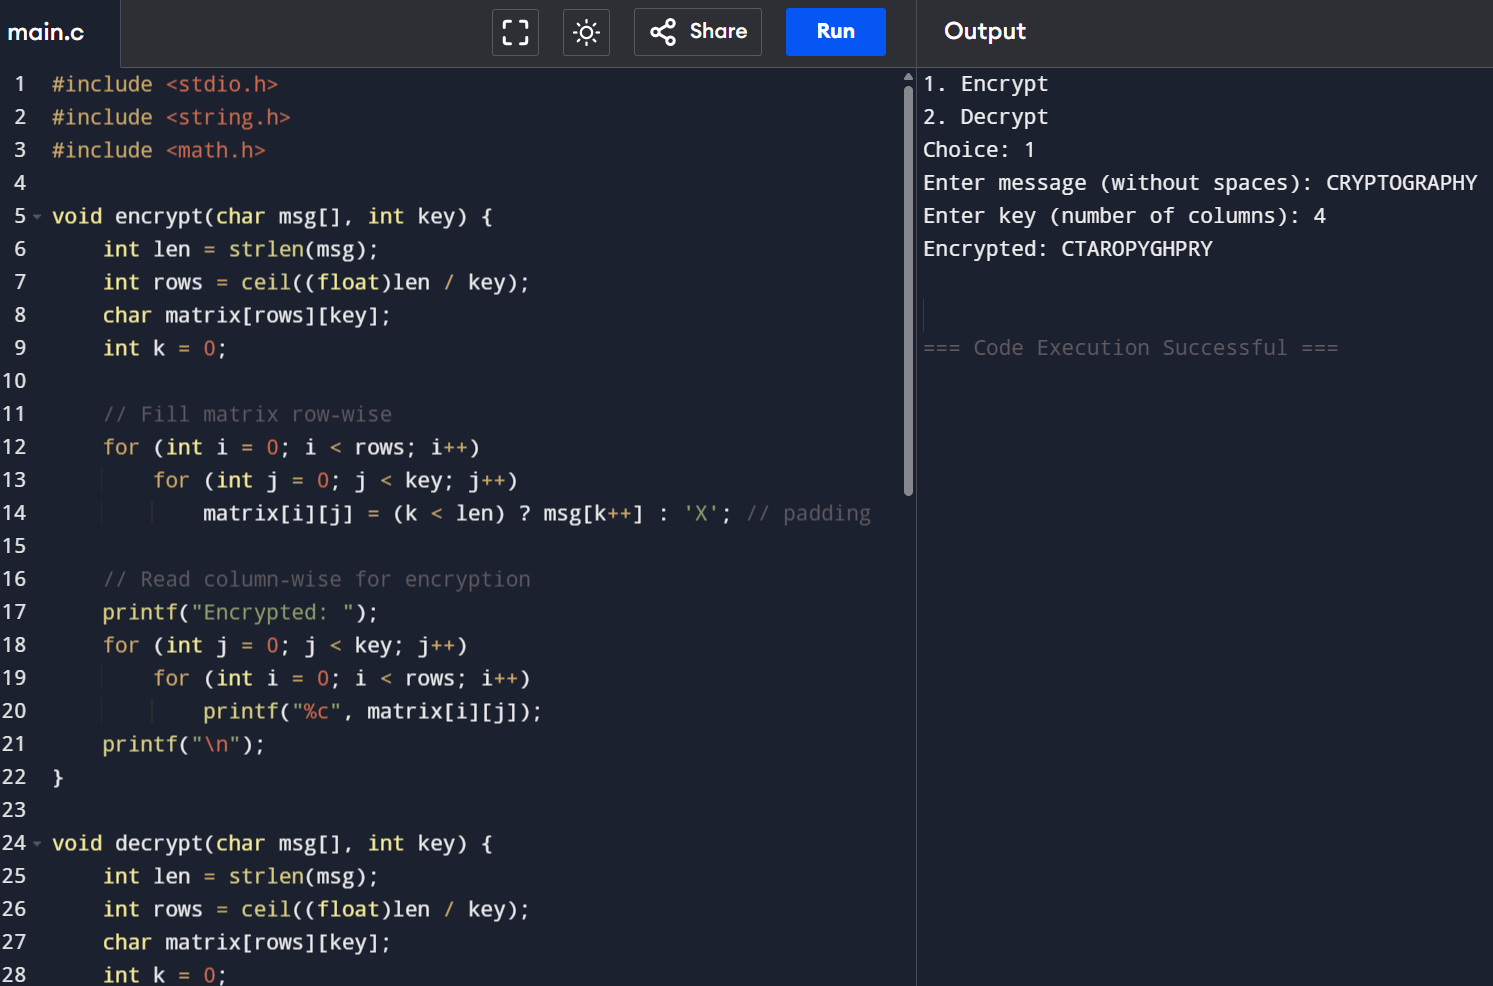 main.c
Share
Run
Output
1 #include <stdio.h>
2 #include <string.h>
3 #include <math.h>
4
5 void encrypt(char msg[], int key) {
6     int len = strlen(msg);
7     int rows = ceil((float)len / key);
8     char matrix[rows][key];
9     int k = 0;
10
11     // Fill matrix row-wise
12     for (int i = 0; i < rows; i++)
13         for (int j = 0; j < key; j++)
14             matrix[i][j] = (k < len) ? msg[k++] : 'X'; // padding
15
16     // Read column-wise for encryption
17     printf("Encrypted: ");
18     for (int j = 0; j < key; j++)
19         for (int i = 0; i < rows; i++)
20             printf("%c", matrix[i][j]);
21     printf("\n");
22 }
23
24 void decrypt(char msg[], int key) {
25     int len = strlen(msg);
26     int rows = ceil((float)len / key);
27     char matrix[rows][key];
28     int k = 0;
1. Encrypt
2. Decrypt
Choice: 1
Enter message (without spaces): CRYPTOGRAPHY
Enter key (number of columns): 4
Encrypted: CTAROPYGHPRY
=== Code Execution Successful ===